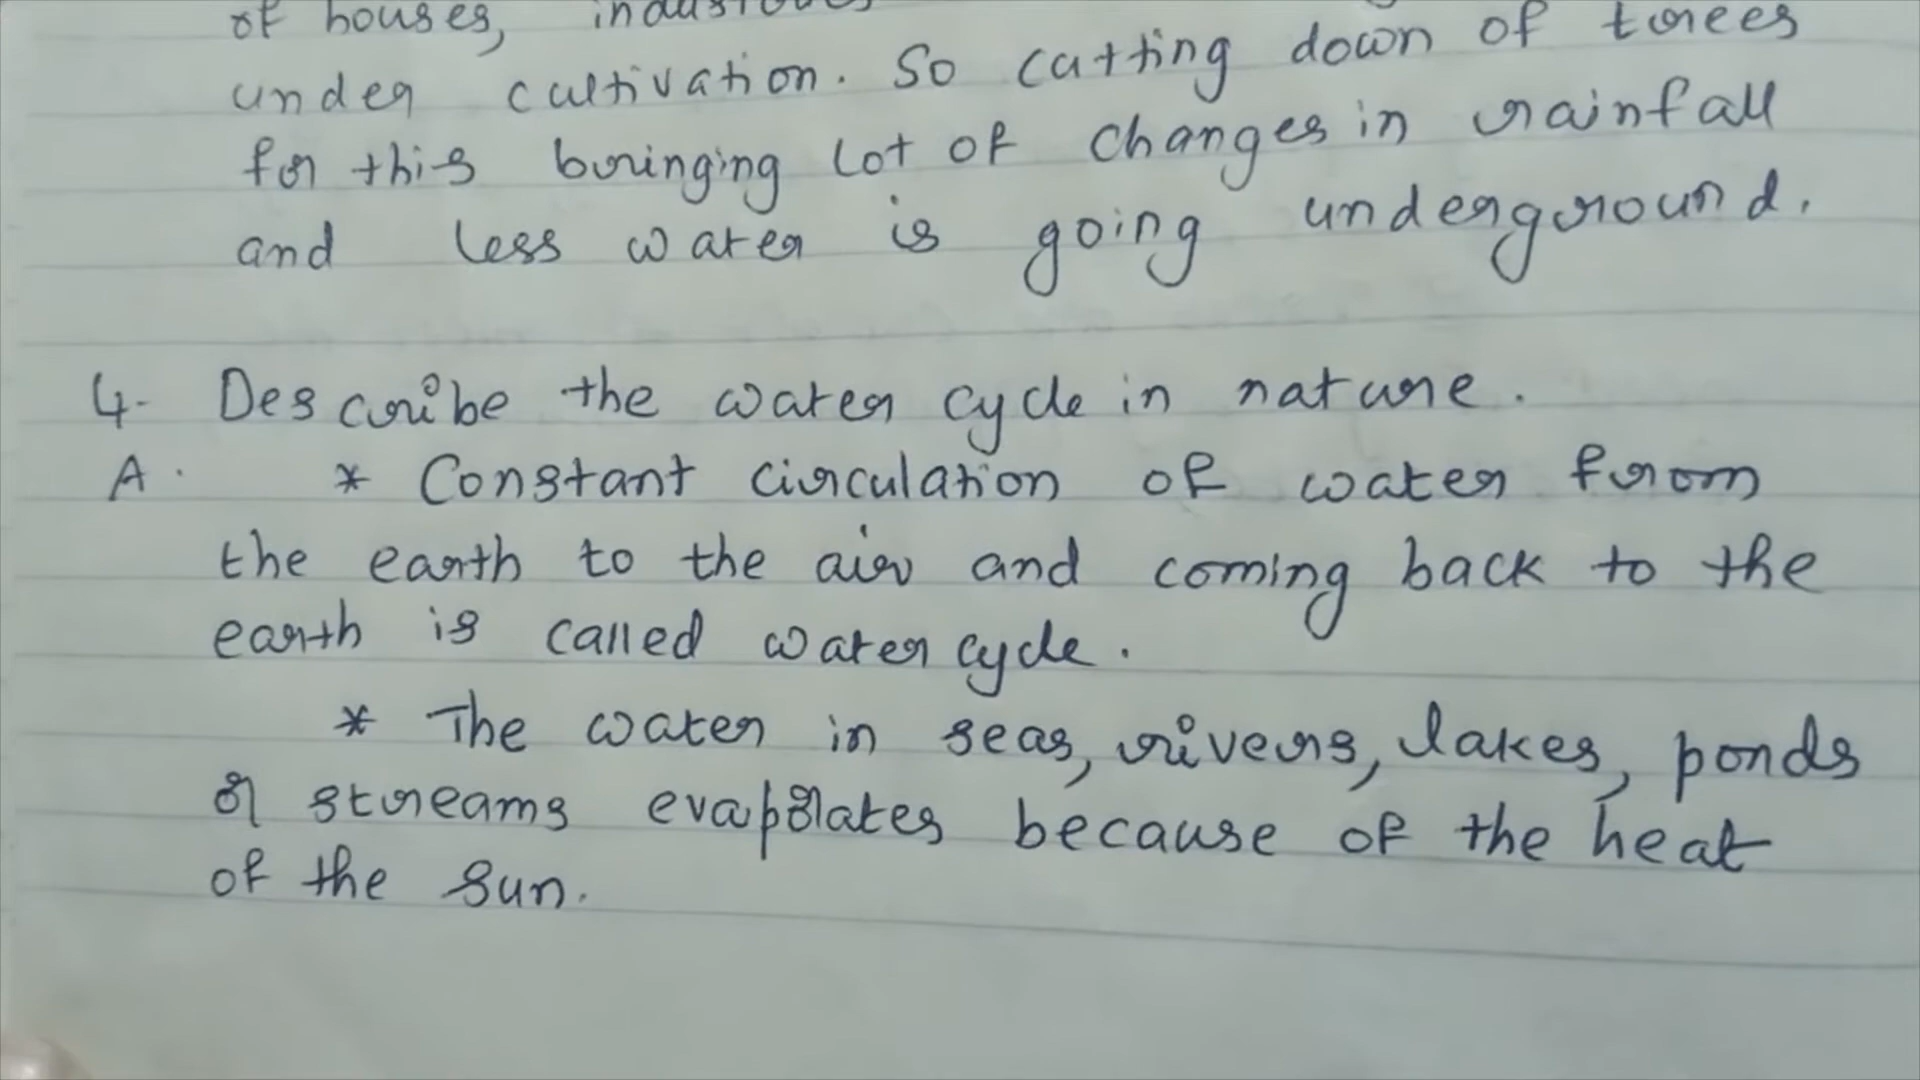 of houses,
under cultivation. So cutting down of trees
for this bringing lot of changes in rainfall
and less water is going underground.
4. Describe the water cycle in nature.
A. * Constant circulation of water from
the earth to the air and coming back to the
earth is called water cycle.
* The water in seas, rivers, lakes, ponds
or streams evaporates because of the heat
of the sun.